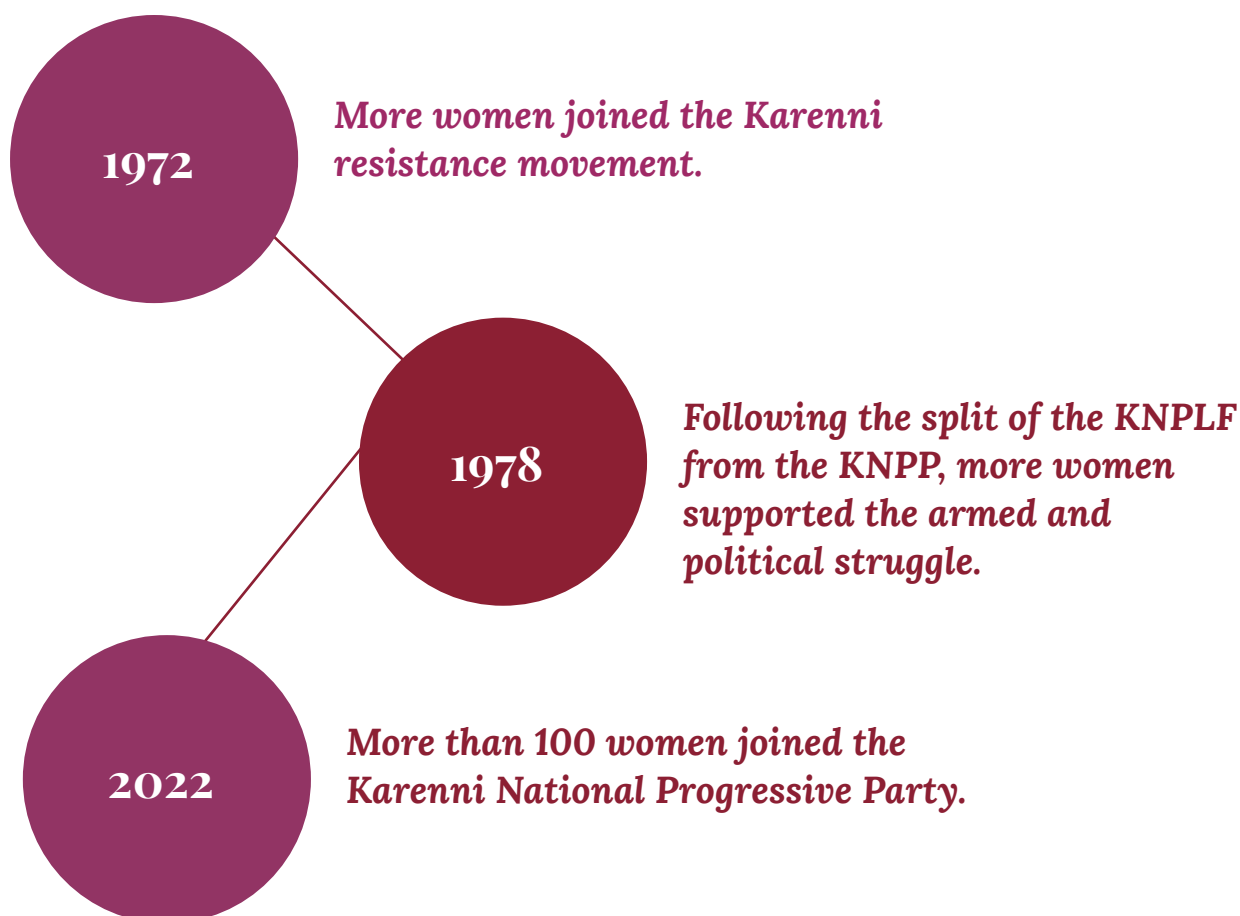 1972
More women joined the Karenni
resistance movement.
1978
Following the split of the KNPLF
from the KNPP, more women
supported the armed and
political struggle.
2022
More than 100 women joined the
Karenni National Progressive Party.